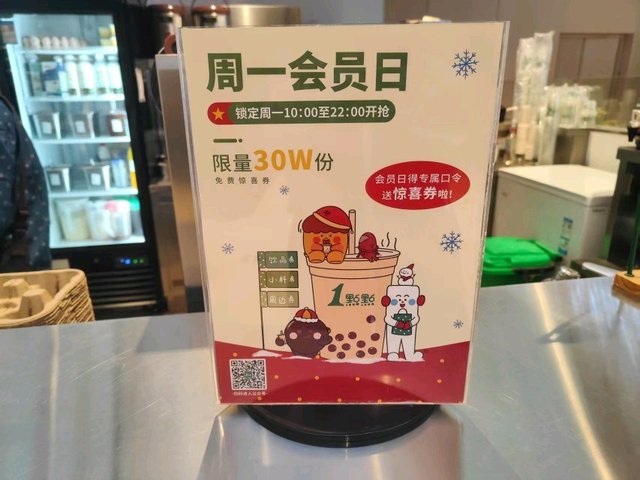 周一会员日
锁定周一10:00至22:00开抢
限量30W份
免费惊喜券
会员日得专属口令
送惊喜券啦!
饮品券
小料券
周边券
1點點